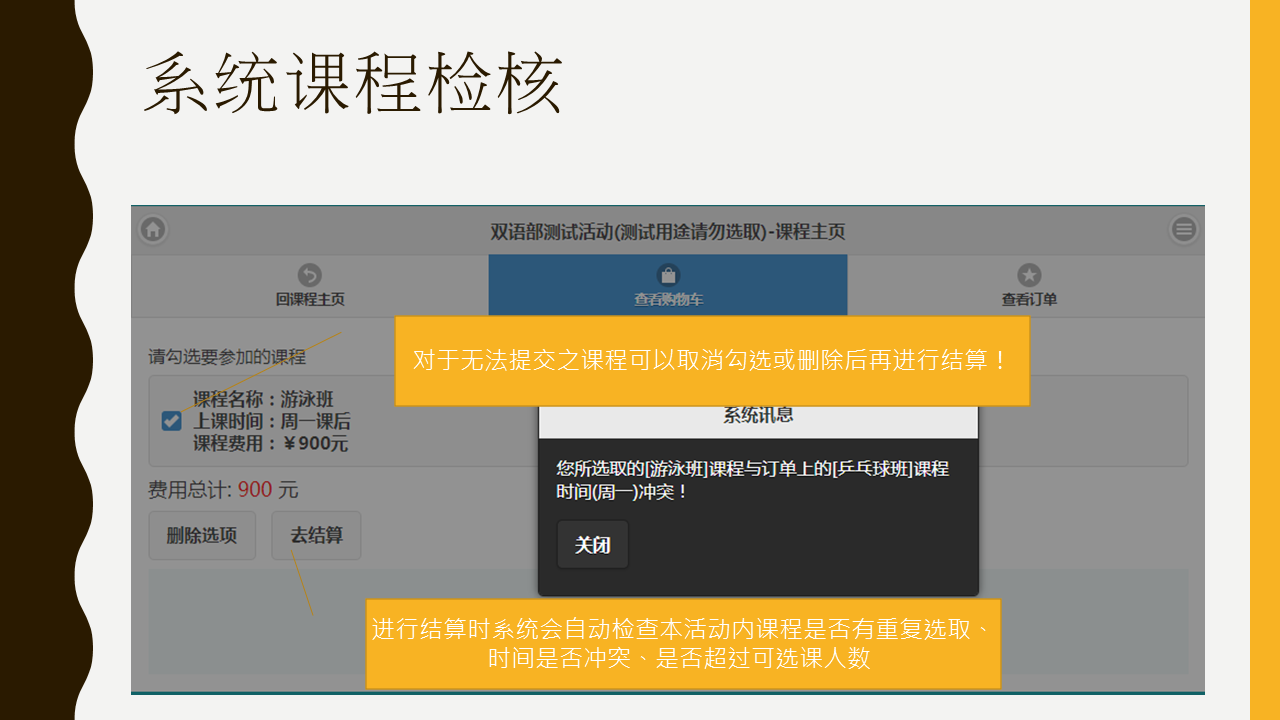 系统课程检核
双语部测试活动(测试用途请勿选取)-课程主页
回课程主页
查看购物车
查看订单
请勾选要参加的课程
对于无法提交之课程可以取消勾选或删除后再进行结算！
课程名称：游泳班
上课时间：周一课后
课程费用：￥900元
系统讯息
您所选取的[游泳班]课程与订单上的[乒乓球班]课程
时间(周一)冲突！
关闭
费用总计: 900 元
删除选项
去结算
进行结算时系统会自动检查本活动内课程是否有重复选取、
时间是否冲突、是否超过可选课人数